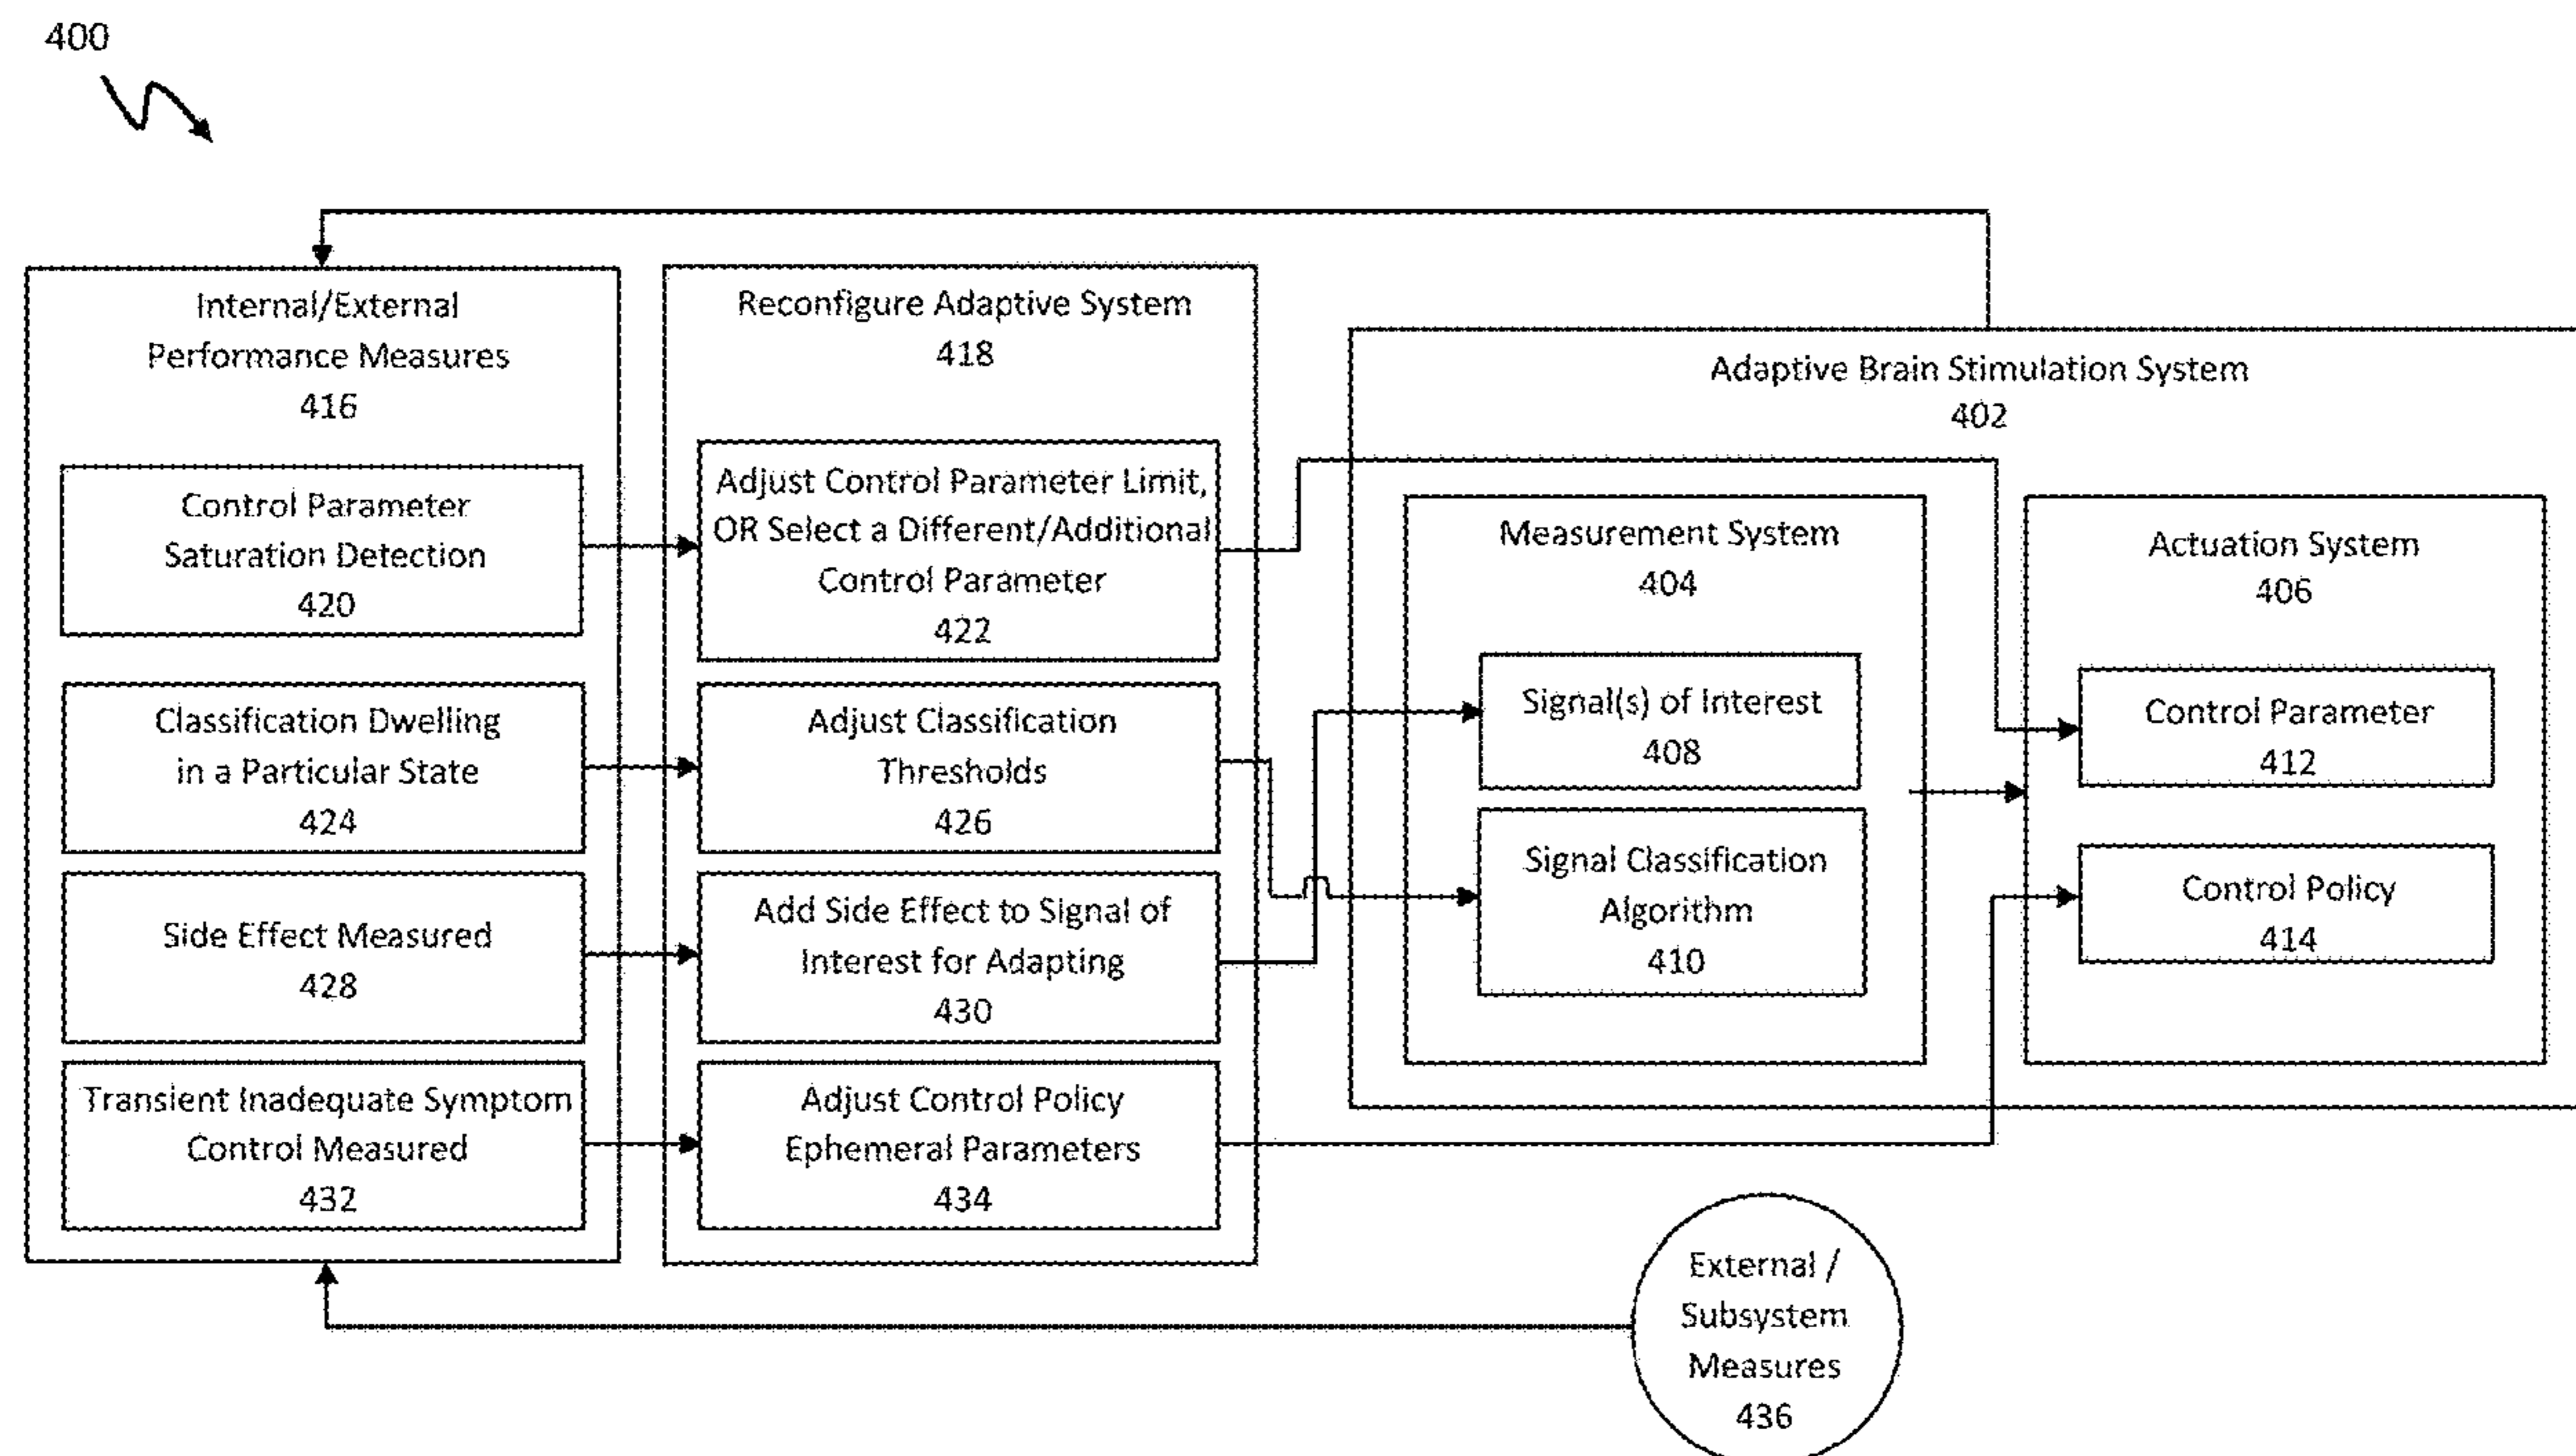 400
Internal/External
Performance Measures
416
Control Parameter
Saturation Detection
420
Classification Dwelling
in a Particular State
424
Side Effect Measured
428
Transient Inadequate Symptom
Control Measured
432
Reconfigure Adaptive System
418
Adjust Control Parameter Limit,
OR Select a Different/Additional
Control Parameter
422
Adjust Classification
Thresholds
426
Add Side Effect to Signal of
Interest for Adapting
430
Adjust Control Policy
Ephemeral Parameters
434
Adaptive Brain Stimulation System
402
Measurement System
404
Signal(s) of Interest
408
Signal Classification
Algorithm
410
Actuation System
406
Control Parameter
412
Control Policy
414
External /
Subsystem
Measures
436